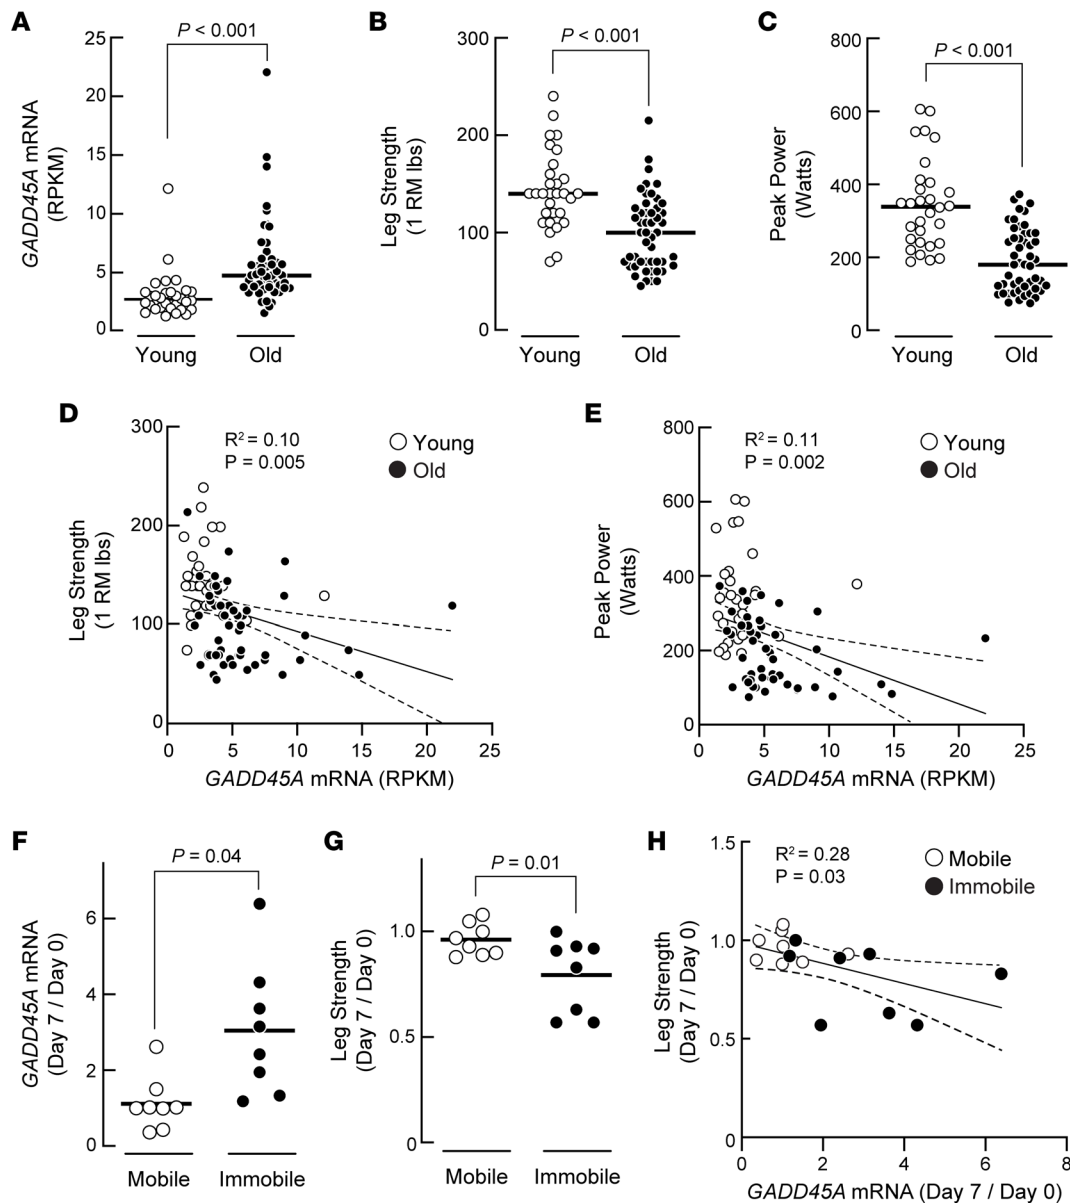 A
P < 0.001
GADD45A mRNA
(RPKM)
25
20
15
10
5
0
Young
Old
B
P < 0.001
Leg Strength
(1 RM lbs)
300
200
100
0
Young
Old
C
P < 0.001
Peak Power
(Watts)
800
600
400
200
0
Young
Old
D
R² = 0.10
P = 0.005
Young
Old
Leg Strength
(1 RM lbs)
300
200
100
0
0 5 10 15 20 25
GADD45A mRNA (RPKM)
E
R² = 0.11
P = 0.002
Young
Old
Peak Power
(Watts)
800
600
400
200
0
0 5 10 15 20 25
GADD45A mRNA (RPKM)
F
P = 0.04
GADD45A mRNA
(Day 7 / Day 0)
6
4
2
0
Mobile
Immobile
G
P = 0.01
Leg Strength
(Day 7 / Day 0)
1.0
0.5
0
Mobile
Immobile
H
R² = 0.28
P = 0.03
Mobile
Immobile
Leg Strength
(Day 7 / Day 0)
1.5
1.0
0.5
0
0 2 4 6 8
GADD45A mRNA (Day 7 / Day 0)